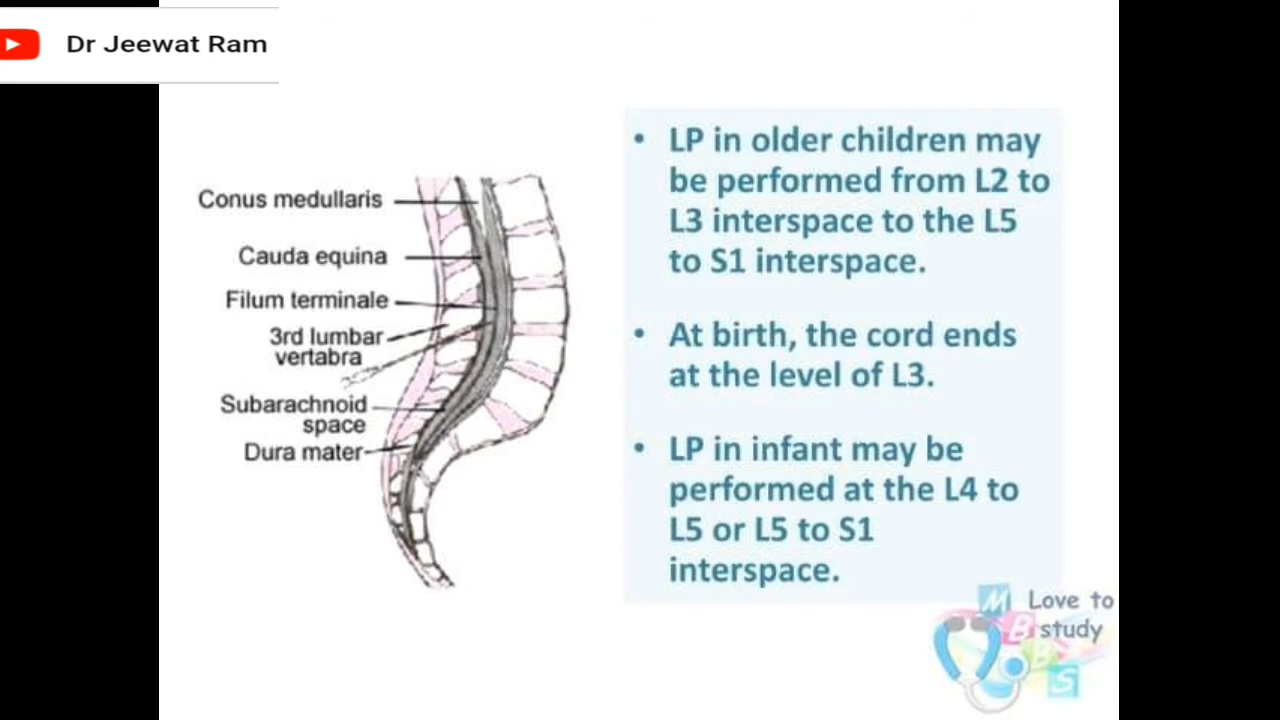 Dr Jeewat Ram
Conus medullaris
Cauda equina
Filum terminale
3rd lumbar
vertabra
Subarachnoid
space
Dura mater
• LP in older children may
be performed from L2 to
L3 interspace to the L5
to S1 interspace.
• At birth, the cord ends
at the level of L3.
• LP in infant may be
performed at the L4 to
L5 or L5 to S1
interspace.
Love to
study
M
B
B
S